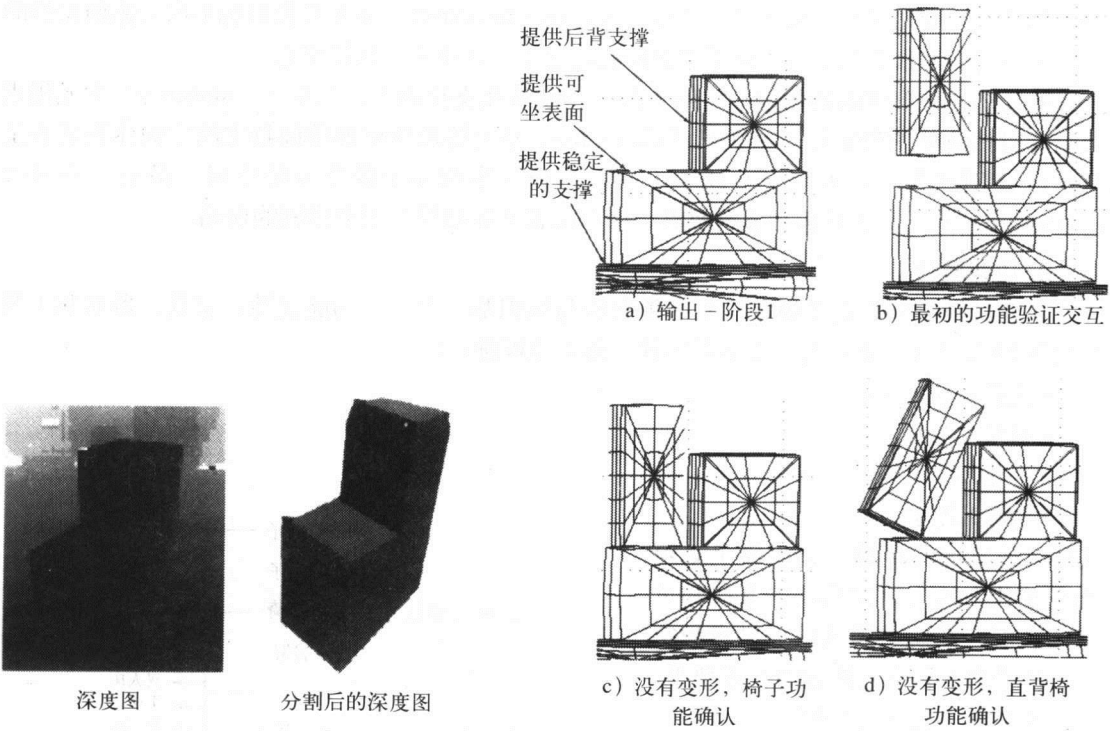 提供后背支撑
提供可
坐表面
提供稳定
的支撑
a）输出－阶段1
b）最初的功能验证交互
深度图
分割后的深度图
c）没有变形，椅子功
能确认
d）没有变形，直背椅
功能确认